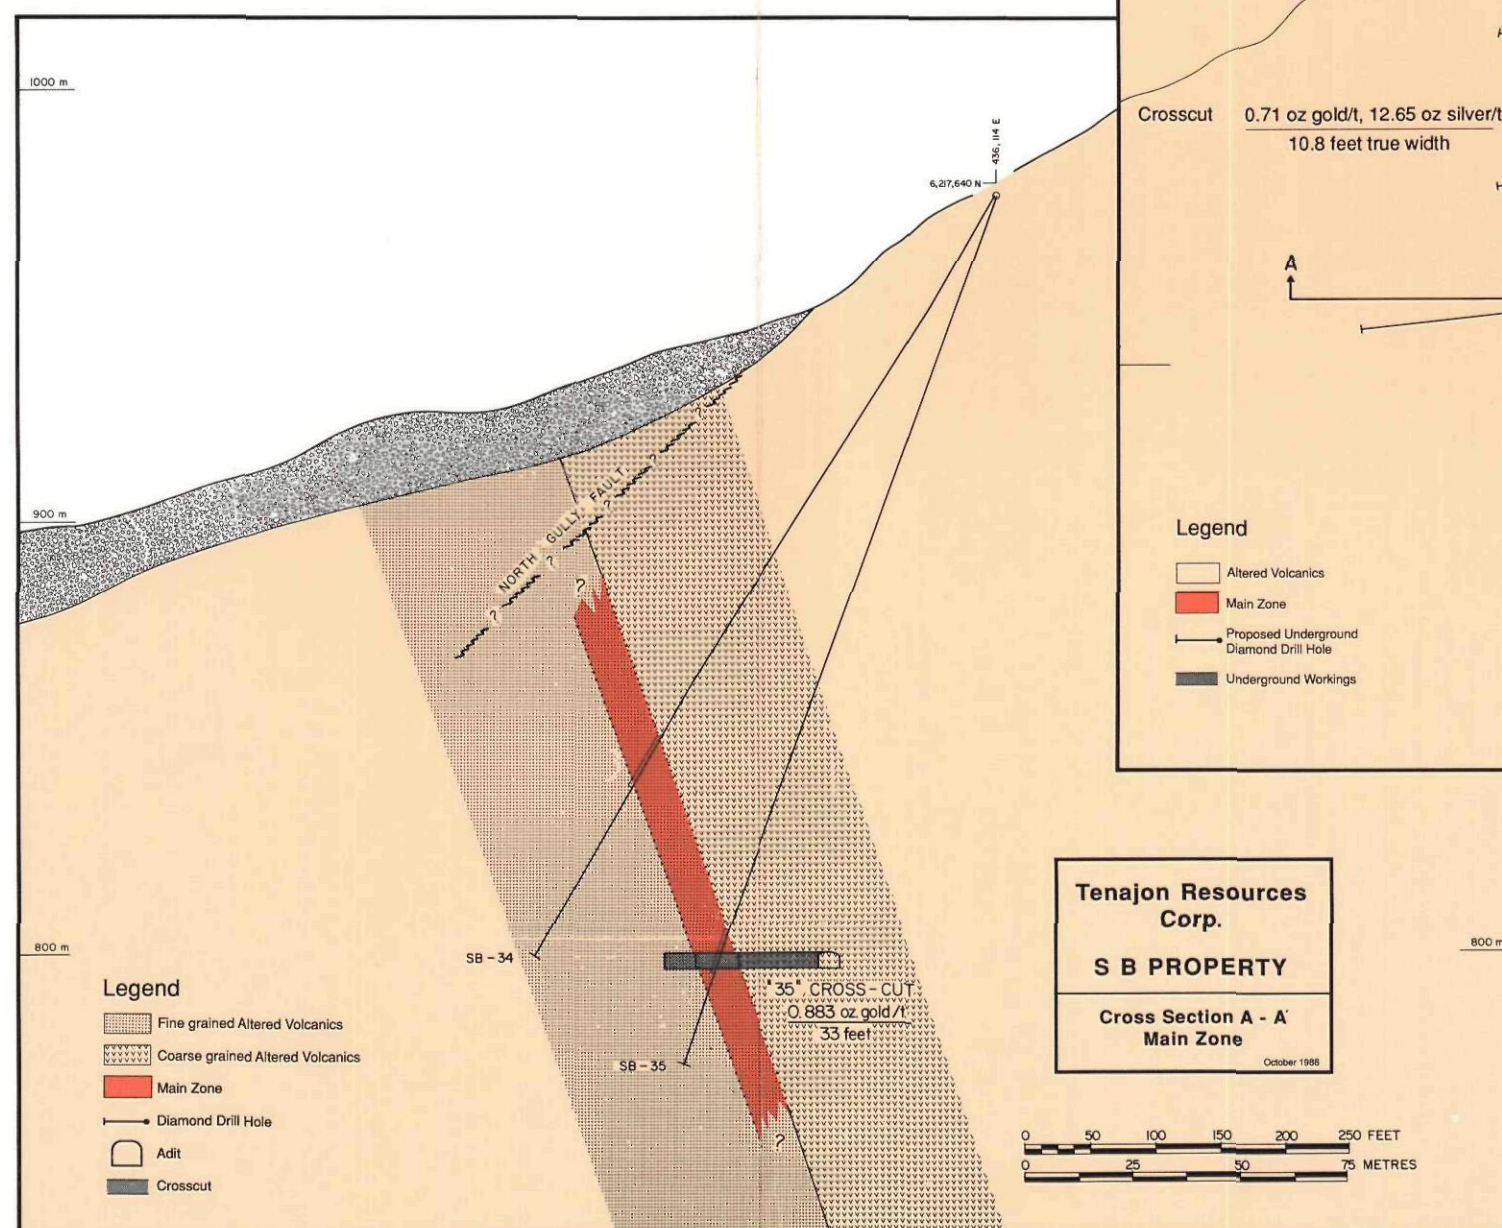 1000 m
436,114 E
6,217,640 N
900 m
NORTH GULLY FAULT
?
?
?
?
?
?
800 m
SB-34
SB-35
"35" CROSS-CUT
0.883 oz gold/t
33 feet
?
Legend
Fine grained Altered Volcanics
Coarse grained Altered Volcanics
Main Zone
Diamond Drill Hole
Adit
Crosscut
Crosscut 0.71 oz gold/t, 12.65 oz silver/t
10.8 feet true width
A
Legend
Altered Volcanics
Main Zone
Proposed Underground
Diamond Drill Hole
Underground Workings
800 m
Tenajon Resources
Corp.
S B PROPERTY
Cross Section A - A'
Main Zone
October 1988
0 50 100 150 200 250 FEET
0 25 50 75 METRES